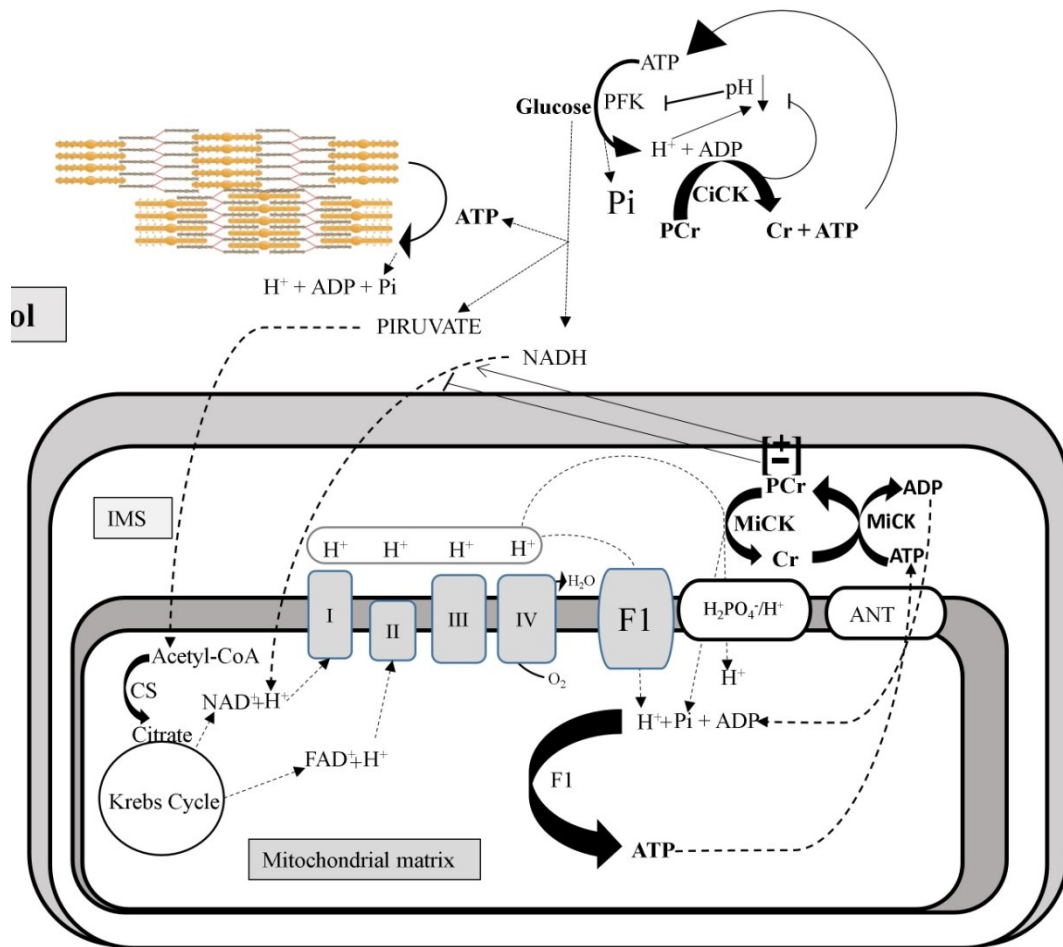 ATP
Glucose
PFK
pH
H⁺ + ADP
Pi
CiCK
PCr
Cr + ATP
ATP
H⁺ + ADP + Pi
ol
PIRUVATE
NADH
[+
-]
IMS
PCr
ADP
MiCK
MiCK
Cr
ATP
H⁺ H⁺ H⁺ H⁺
H₂O
I
II
III
IV
F1
H₂PO₄⁻/H⁺
ANT
O₂
H⁺
Acetyl-CoA
CS
NAD⁺+H⁺
Citrate
H⁺+Pi + ADP
FAD⁺+H⁺
F1
Krebs Cycle
ATP
Mitochondrial matrix